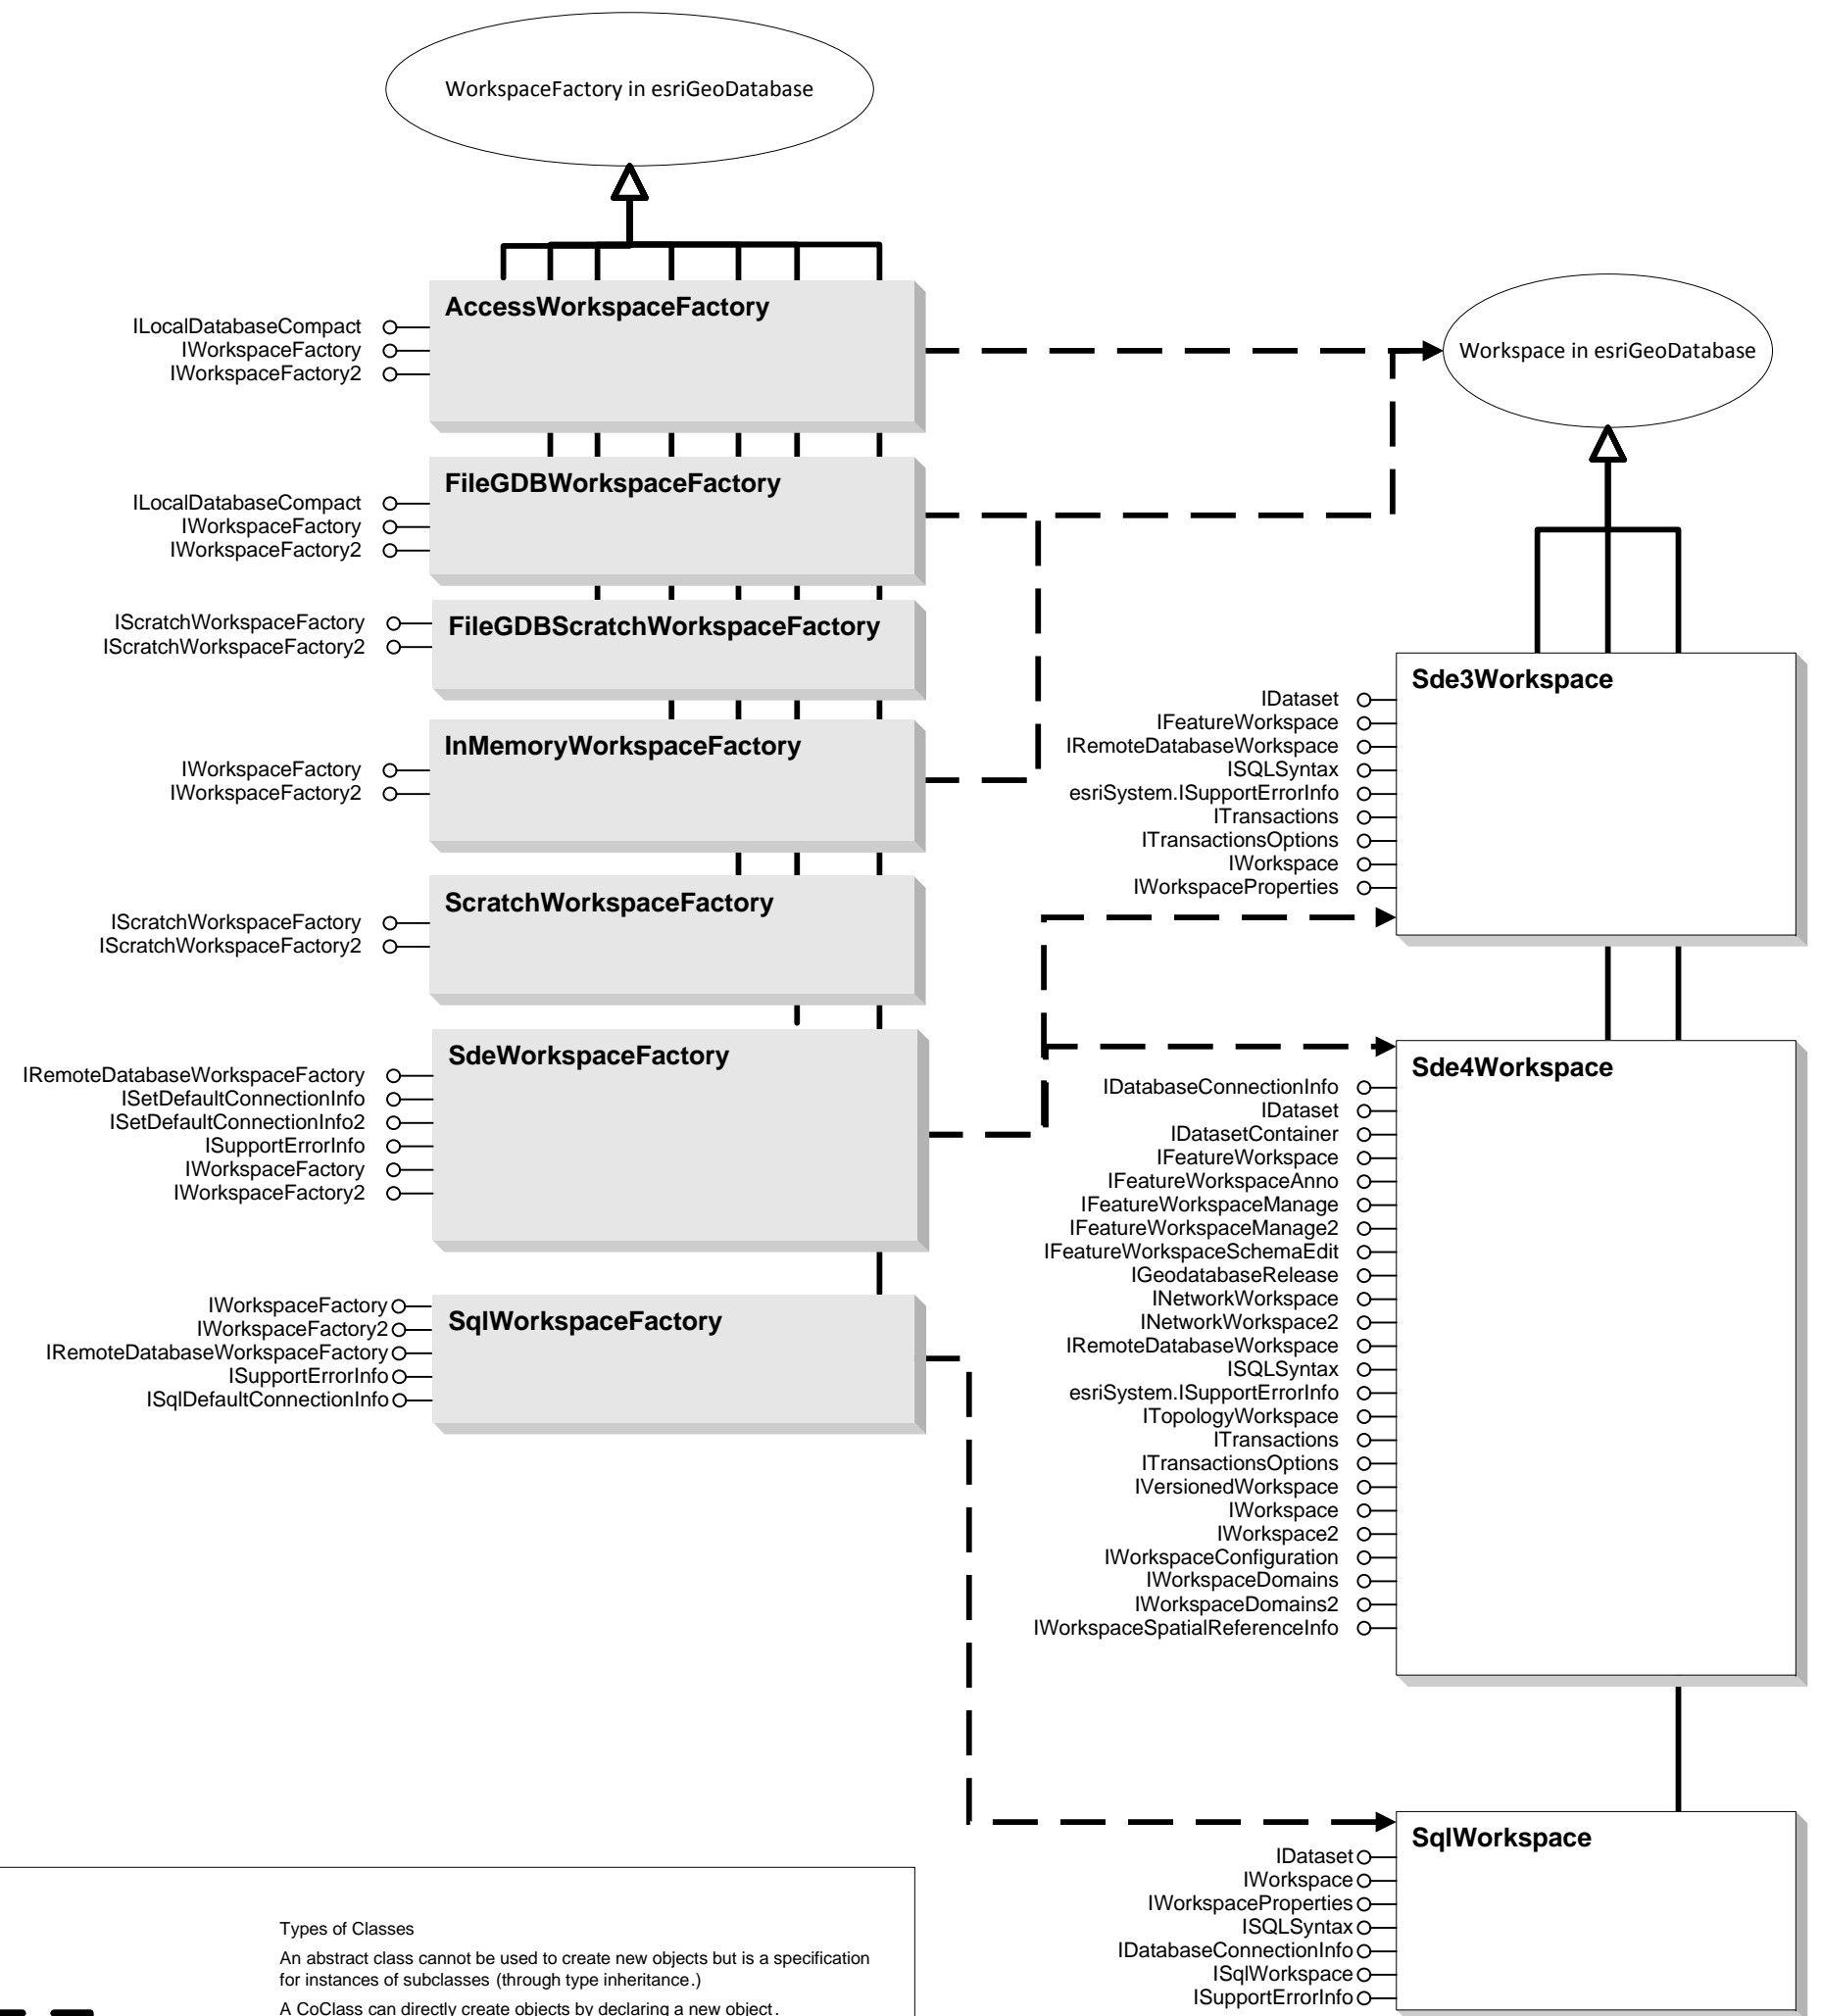 WorkspaceFactory in esriGeoDatabase
AccessWorkspaceFactory
ILocalDatabaseCompact
IWorkspaceFactory
IWorkspaceFactory2
Workspace in esriGeoDatabase
FileGDBWorkspaceFactory
ILocalDatabaseCompact
IWorkspaceFactory
IWorkspaceFactory2
FileGDBScratchWorkspaceFactory
IScratchWorkspaceFactory
IScratchWorkspaceFactory2
InMemoryWorkspaceFactory
IWorkspaceFactory
IWorkspaceFactory2
ScratchWorkspaceFactory
IScratchWorkspaceFactory
IScratchWorkspaceFactory2
SdeWorkspaceFactory
IRemoteDatabaseWorkspaceFactory
ISetDefaultConnectionInfo
ISetDefaultConnectionInfo2
ISupportErrorInfo
IWorkspaceFactory
IWorkspaceFactory2
SqlWorkspaceFactory
IWorkspaceFactory
IWorkspaceFactory2
IRemoteDatabaseWorkspaceFactory
ISupportErrorInfo
ISqlDefaultConnectionInfo
Sde3Workspace
IDataset
IFeatureWorkspace
IRemoteDatabaseWorkspace
ISQLSyntax
esriSystem.ISupportErrorInfo
ITransactions
ITransactionsOptions
IWorkspace
IWorkspaceProperties
Sde4Workspace
IDatabaseConnectionInfo
IDataset
IDatasetContainer
IFeatureWorkspace
IFeatureWorkspaceAnno
IFeatureWorkspaceManage
IFeatureWorkspaceManage2
IFeatureWorkspaceSchemaEdit
IGeodatabaseRelease
INetworkWorkspace
INetworkWorkspace2
IRemoteDatabaseWorkspace
ISQLSyntax
esriSystem.ISupportErrorInfo
ITopologyWorkspace
ITransactions
ITransactionsOptions
IVersionedWorkspace
IWorkspace
IWorkspace2
IWorkspaceConfiguration
IWorkspaceDomains
IWorkspaceDomains2
IWorkspaceSpatialReferenceInfo
SqlWorkspace
IDataset
IWorkspace
IWorkspaceProperties
ISQLSyntax
IDatabaseConnectionInfo
ISqlWorkspace
ISupportErrorInfo
Types of Classes
An abstract class cannot be used to create new objects but is a specification
for instances of subclasses (through type inheritance.)
A CoClass can directly create objects by declaring a new object.